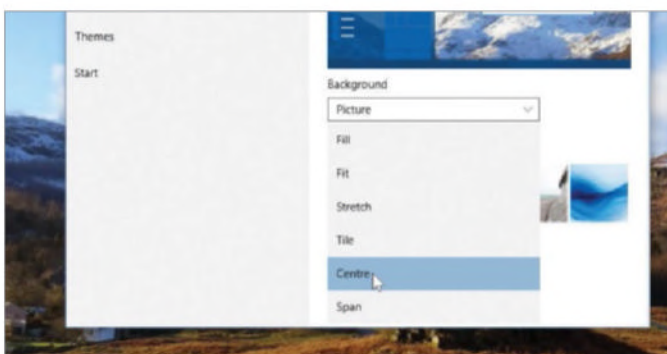 Themes
Start
Background
Picture
Fill
Fit
Stretch
Tile
Centre
Span